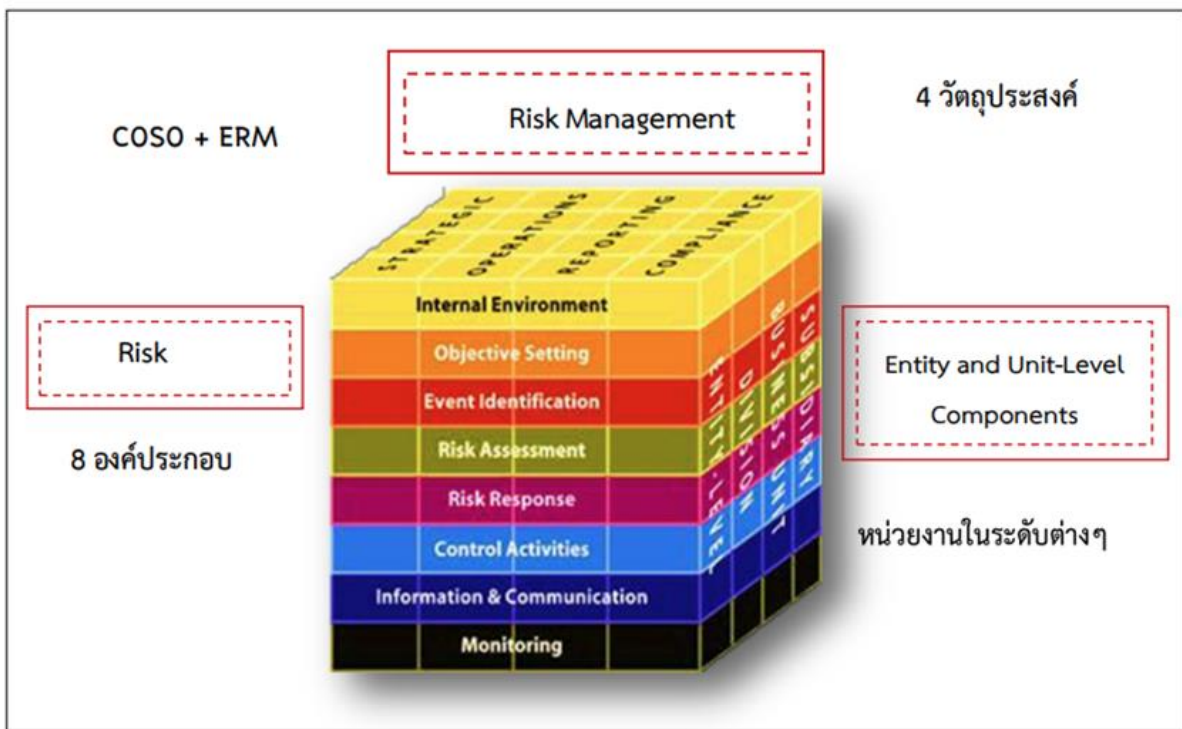 4 วัตถุประสงค์
Risk Management
COSO + ERM
STRATEGIC
OPERATIONS
REPORTING
COMPLIANCE
Internal Environment
Objective Setting
Event Identification
Risk Assessment
Risk Response
Control Activities
Information & Communication
Monitoring
ENTITY-LEVEL
DIVISION
BUSINESS UNIT
SUBSIDIARY
Risk
8 องค์ประกอบ
Entity and Unit-Level
Components
หน่วยงานในระดับต่างๆ